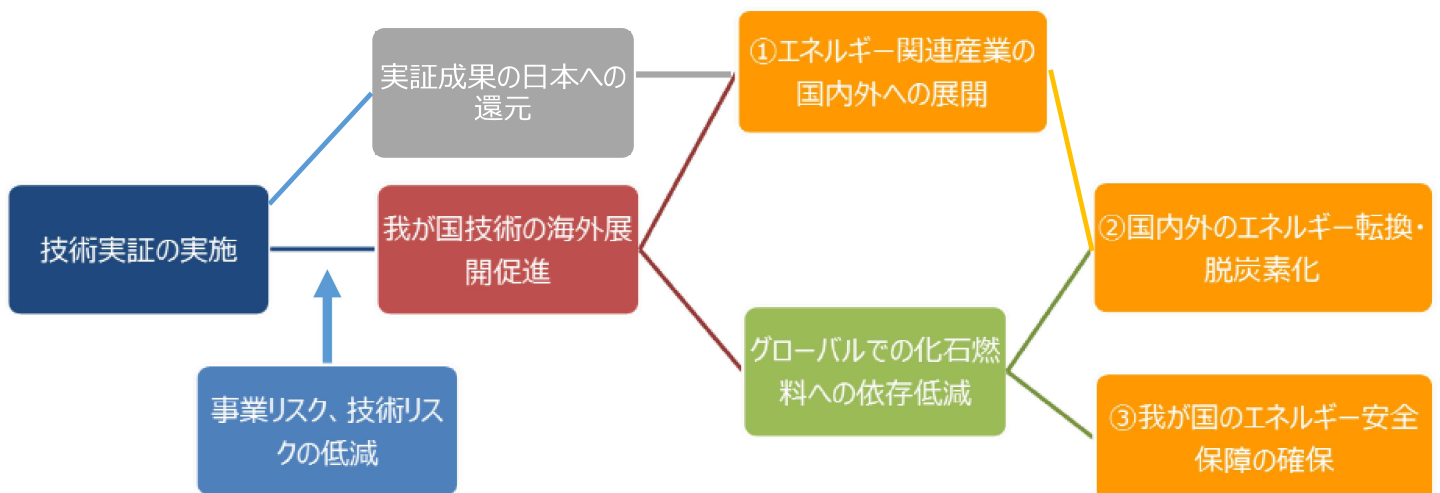 実証成果の日本への
還元
①エネルギー関連産業の
国内外への展開
技術実証の実施
我が国技術の海外展
開促進
②国内外のエネルギー転換・
脱炭素化
グローバルでの化石燃
料への依存低減
事業リスク、技術リス
クの低減
③我が国のエネルギー安全
保障の確保